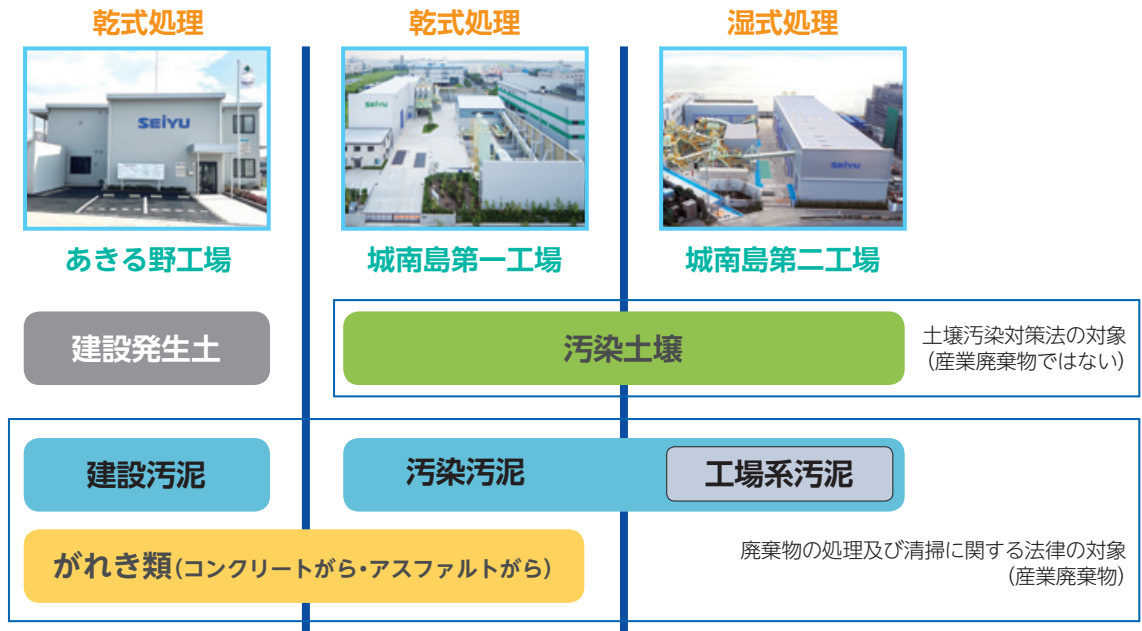 乾式処理
乾式処理
湿式処理
SEIYU
SEIYU
SEIYU
あきる野工場
城南島第一工場
城南島第二工場
建設発生土
汚染土壌
土壌汚染対策法の対象
(産業廃棄物ではない)
建設汚泥
汚染汚泥
工場系汚泥
がれき類(コンクリートがら・アスファルトがら)
廃棄物の処理及び清掃に関する法律の対象
(産業廃棄物)